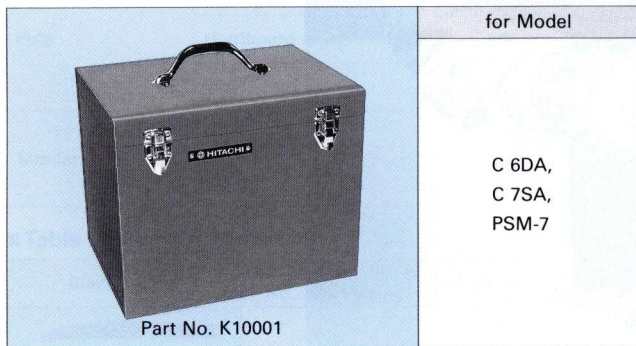 for Model
HITACHI
C 6DA,
C 7SA,
PSM-7
Part No. K10001